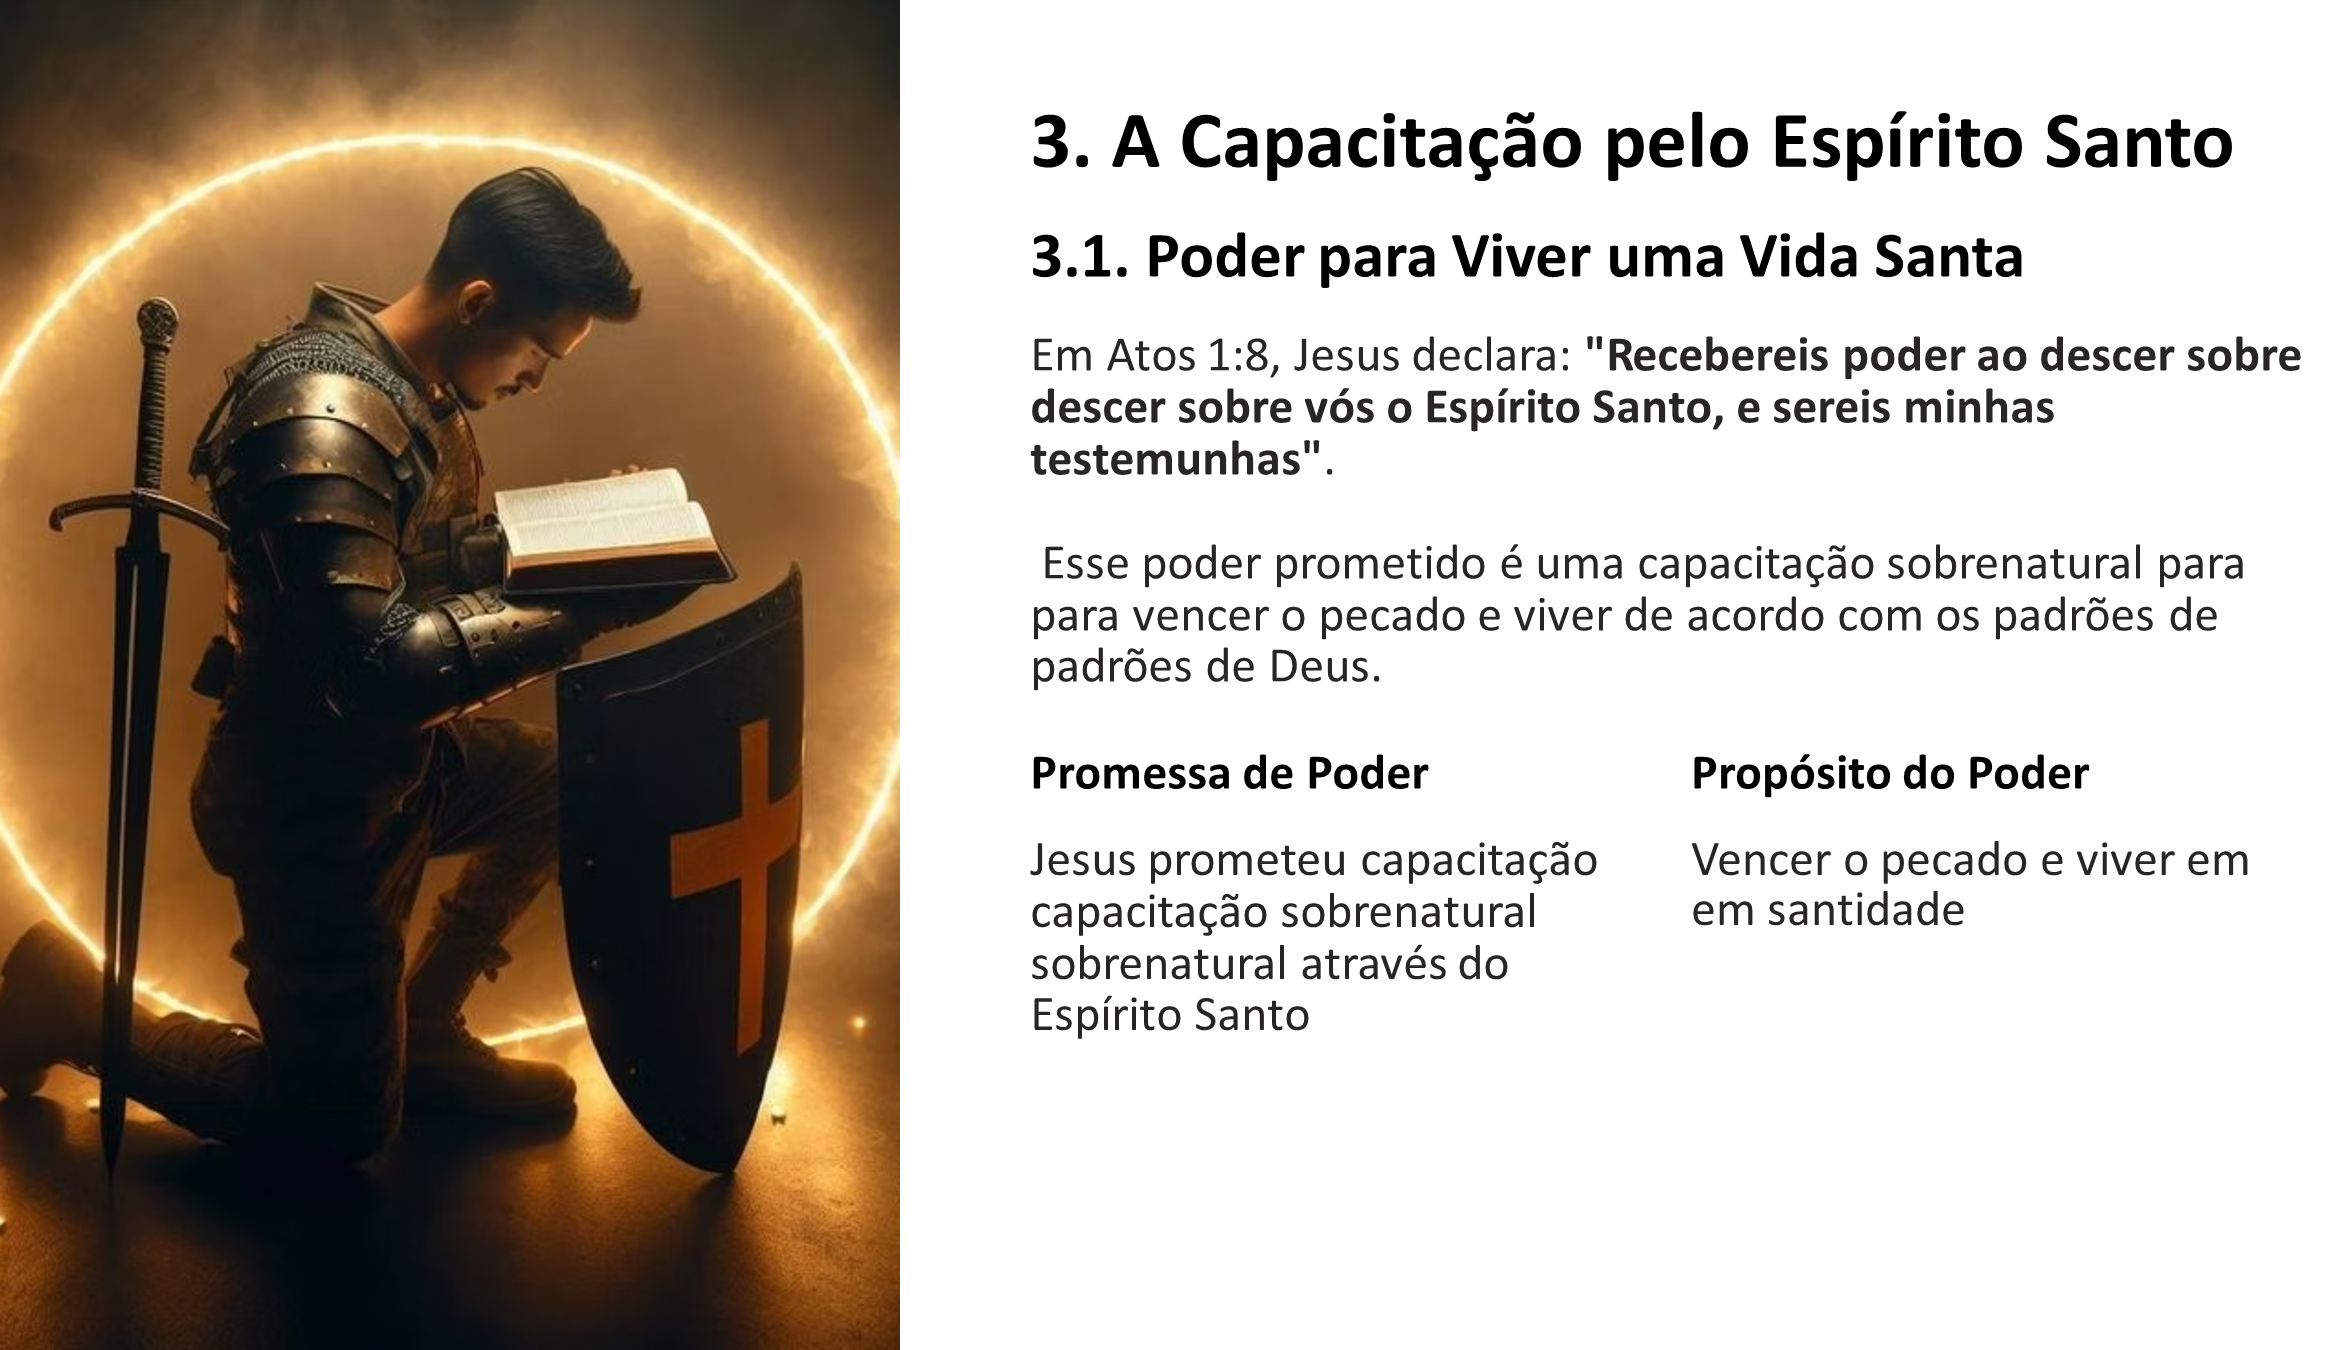 3. A Capacitação pelo Espírito Santo
3.1. Poder para Viver uma Vida Santa
Em Atos 1:8, Jesus declara: "Recebereis poder ao descer sobre
descer sobre vós o Espírito Santo, e sereis minhas
testemunhas".
Esse poder prometido é uma capacitação sobrenatural para
para vencer o pecado e viver de acordo com os padrões de
padrões de Deus.
Promessa de Poder
Jesus prometeu capacitação
capacitação sobrenatural
sobrenatural através do
Espírito Santo
Propósito do Poder
Vencer o pecado e viver em
em santidade